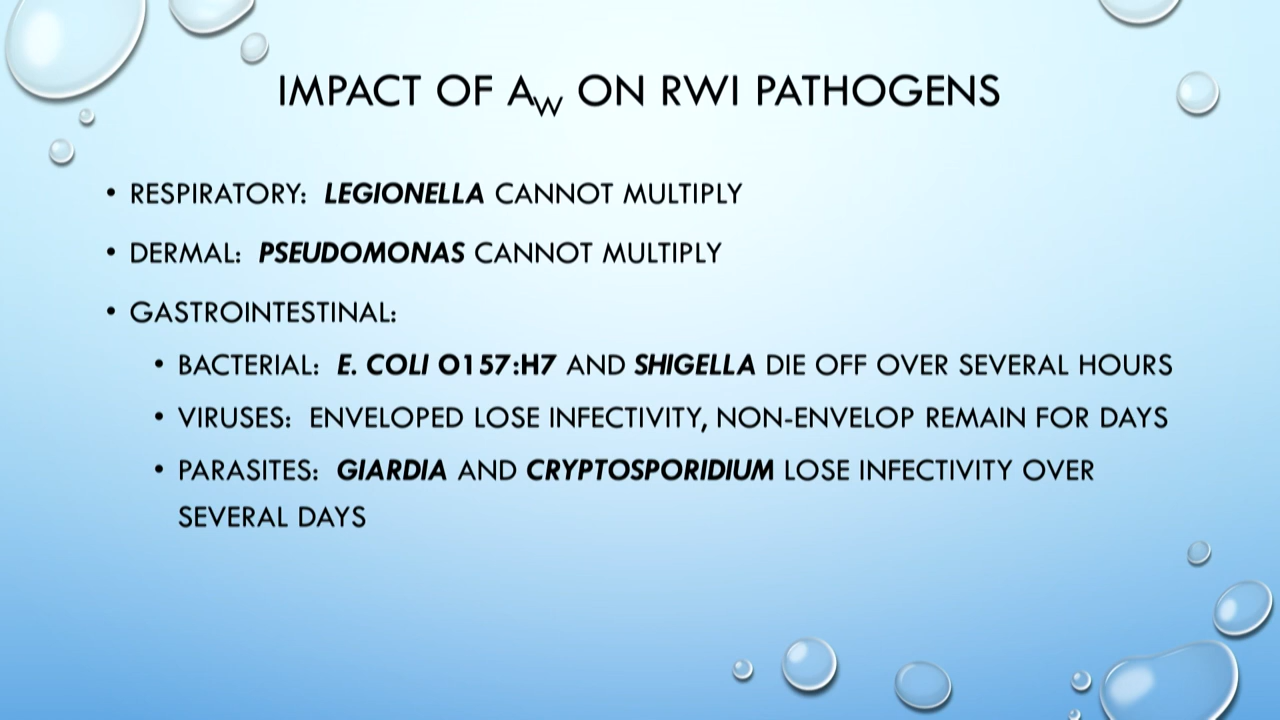 IMPACT OF AW ON RWI PATHOGENS
• RESPIRATORY: LEGIONELLA CANNOT MULTIPLY
• DERMAL: PSEUDOMONAS CANNOT MULTIPLY
• GASTROINTESTINAL:
• BACTERIAL: E. COLI O157:H7 AND SHIGELLA DIE OFF OVER SEVERAL HOURS
• VIRUSES: ENVELOPED LOSE INFECTIVITY, NON-ENVELOP REMAIN FOR DAYS
• PARASITES: GIARDIA AND CRYPTOSPORIDIUM LOSE INFECTIVITY OVER
SEVERAL DAYS